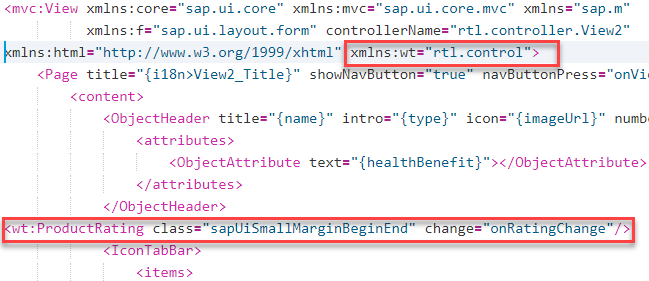 <mvc:View xmlns:core="sap.ui.core" xmlns:mvc="sap.ui.core.mvc" xmlns="sap.m"
xmlns:f="sap.ui.layout.form" controllerName="rtl.controller.View2"
xmlns:html="http://www.w3.org/1999/xhtml" xmlns:wt="rtl.control">
<Page title="{i18n>View2_Title}" showNavButton="true" navButtonPress="onVi
<content>
<ObjectHeader title="{name}" intro="{type}" icon="{imageUrl}" numb
<attributes>
<ObjectAttribute text="{healthBenefit}"></ObjectAttribute>
</attributes>
</ObjectHeader>
<wt:ProductRating class="sapUiSmallMarginBeginEnd" change="onRatingChange"/>
<IconTabBar>
<items>